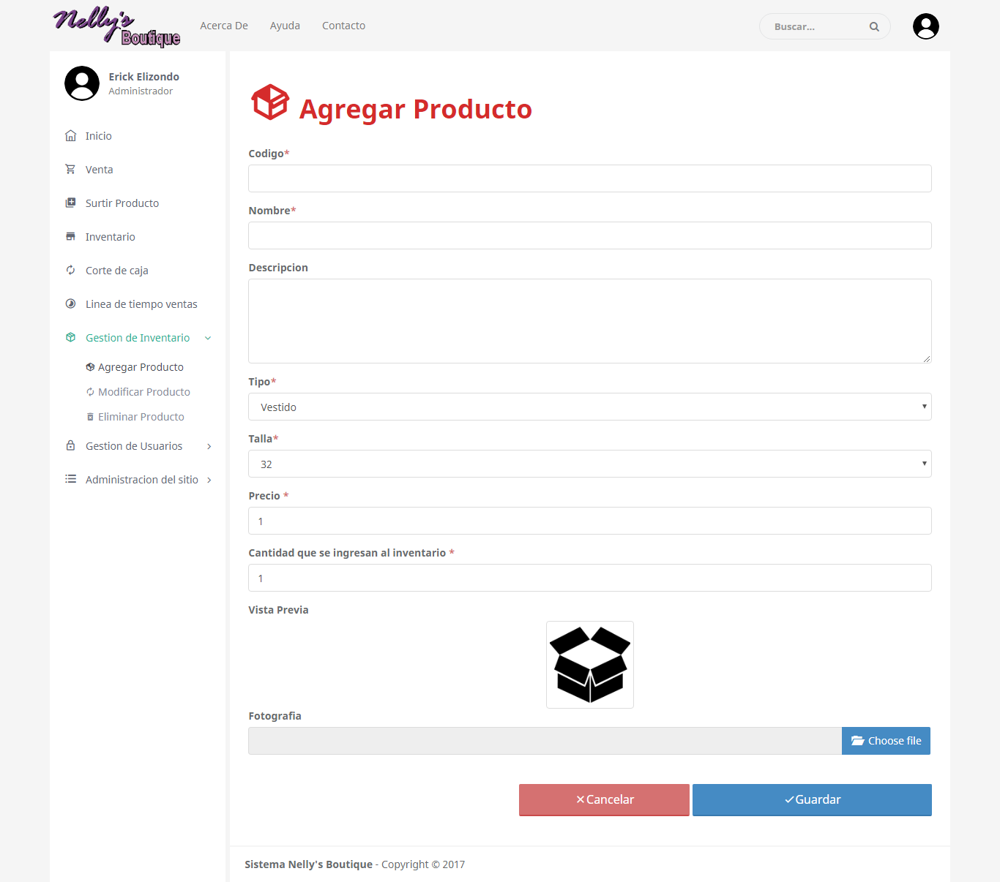 Nelly's
Boutique
Acerca De
Ayuda
Contacto
Buscar...
Erick Elizondo
Administrador
Inicio
Venta
Surtir Producto
Inventario
Corte de caja
Linea de tiempo ventas
Gestion de Inventario
Agregar Producto
Modificar Producto
Eliminar Producto
Gestion de Usuarios
Administracion del sitio
Agregar Producto
Codigo*
Nombre*
Descripcion
Tipo*
Vestido
Talla*
32
Precio *
1
Cantidad que se ingresan al inventario *
1
Vista Previa
Fotografia
Choose file
Cancelar
Guardar
Sistema Nelly's Boutique - Copyright © 2017